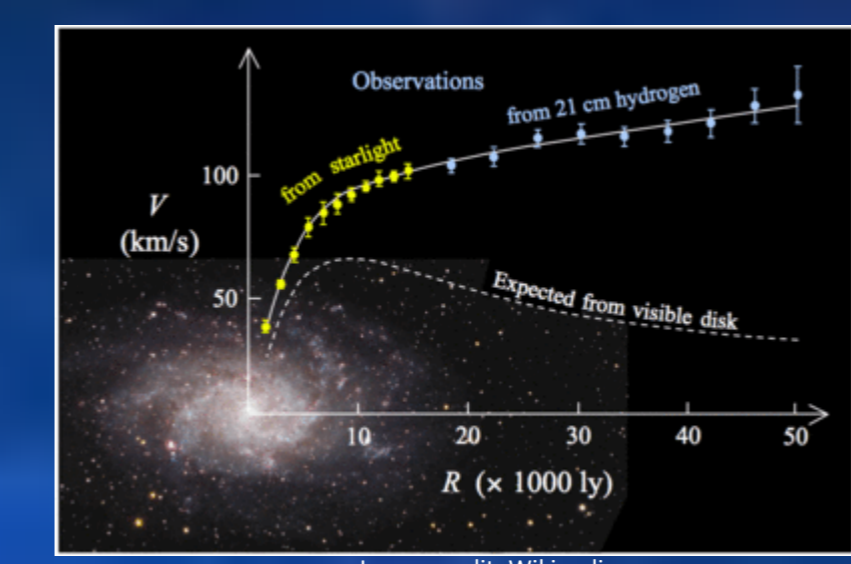 Observations
from 21 cm hydrogen
from starlight
100
V
(km/s)
50
Expected from visible disk
10
20
30
40
50
R (× 1000 ly)